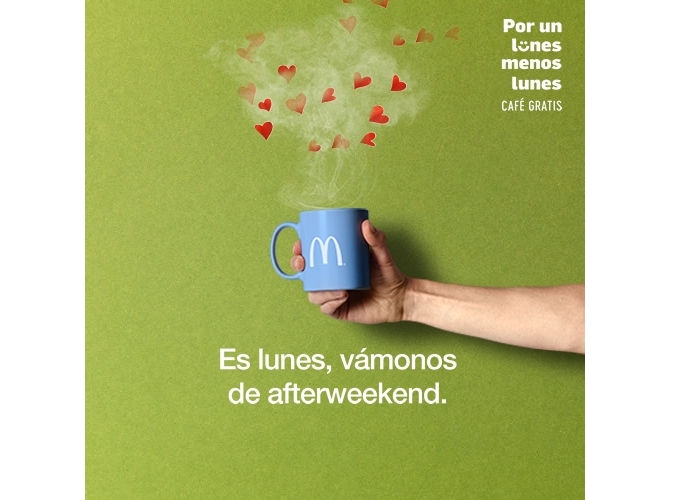 Por un
lunes
menos
lunes
CAFÉ GRATIS
M
Es lunes, vámonos
de afterweekend.